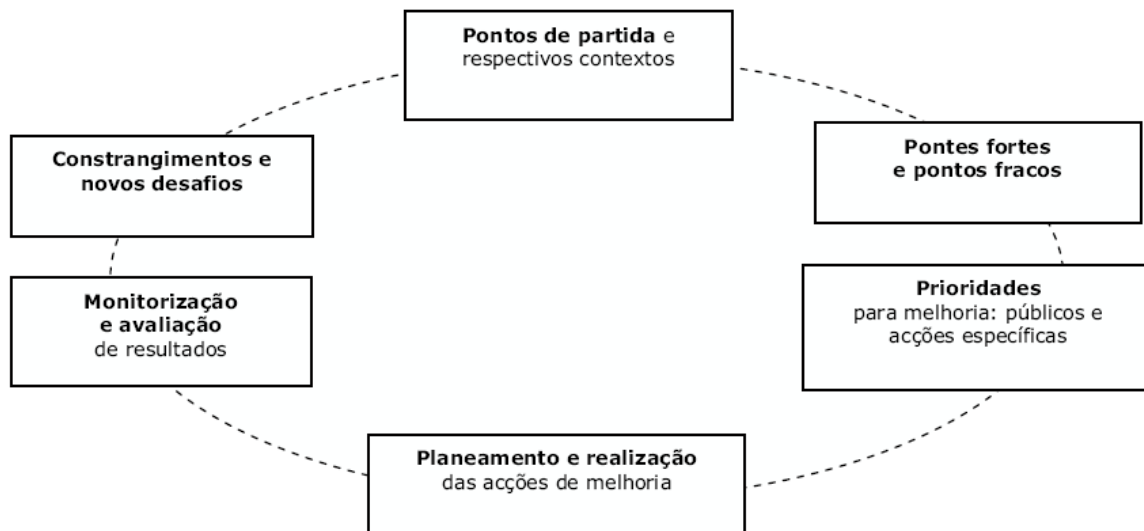 Pontos de partida e
respectivos contextos
Pontes fortes
e pontos fracos
Prioridades
para melhoria: públicos e
acções específicas
Planeamento e realização
das acções de melhoria
Monitorização
e avaliação
de resultados
Constrangimentos e
novos desafios